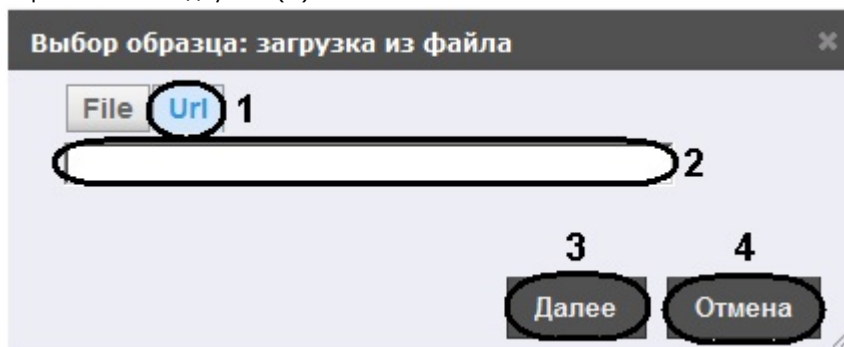 Выбор образца: загрузка из файла
File Url 1
2
3 4
Далее Отмена